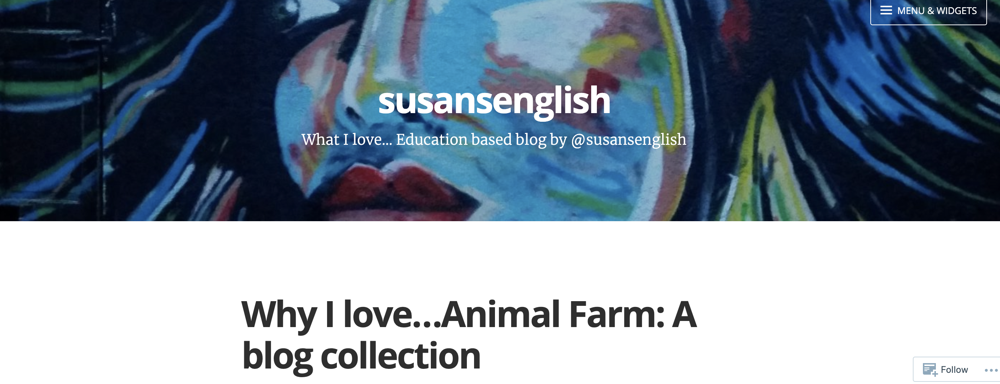 MENU & WIDGETS
susansenglish
What I love... Education based blog by @susansenglish
Why I love...Animal Farm: A
blog collection
Follow